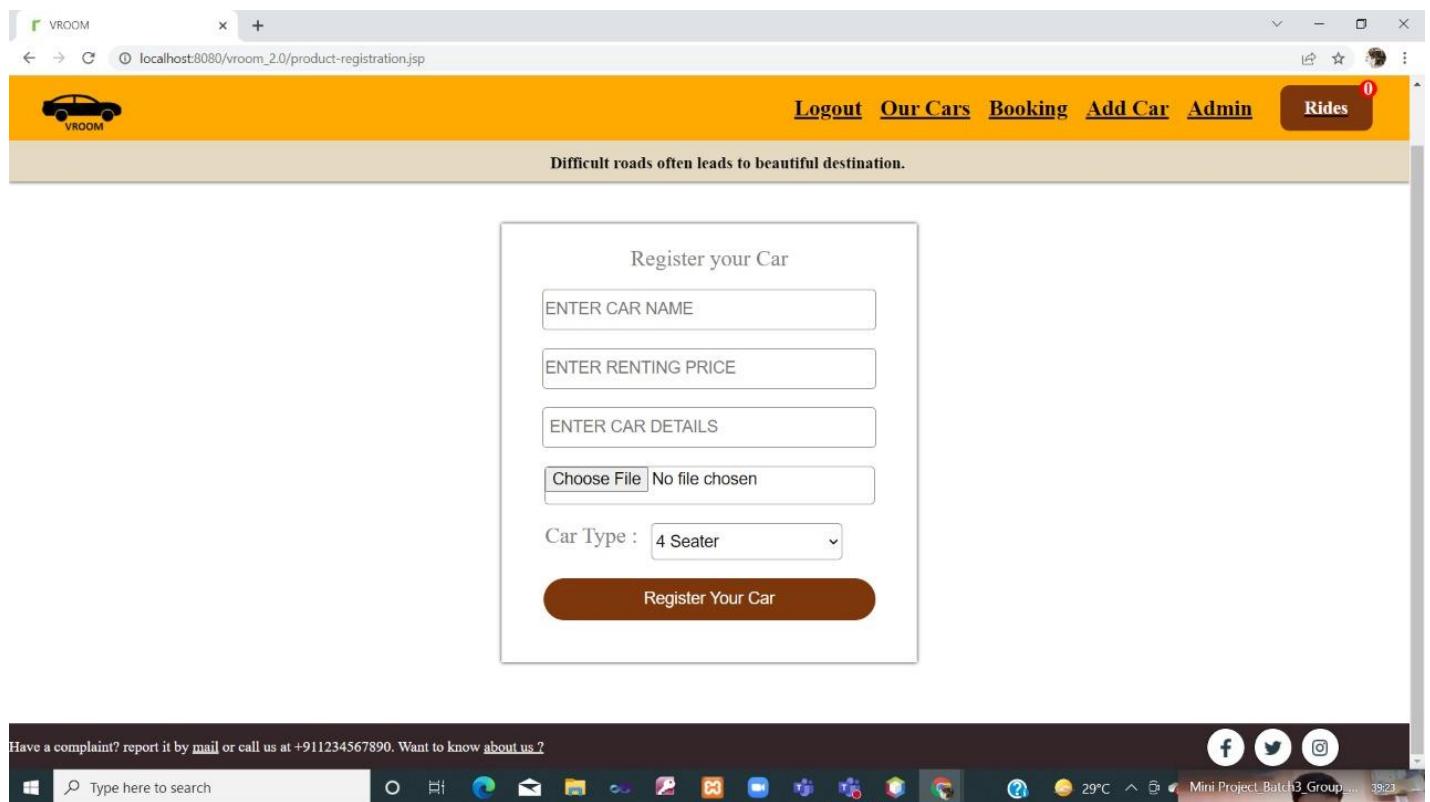 VROOM
localhost:8080/vroom_2.0/product-registration.jsp
VROOM
Logout Our Cars Booking Add Car Admin Rides 0
Difficult roads often leads to beautiful destination.
Register your Car
ENTER CAR NAME
ENTER RENTING PRICE
ENTER CAR DETAILS
Choose File No file chosen
Car Type : 4 Seater
Register Your Car
Have a complaint? report it by mail or call us at +911234567890. Want to know about us ?
Type here to search 29°C Mini Project_Batch3_Group_... 39:23